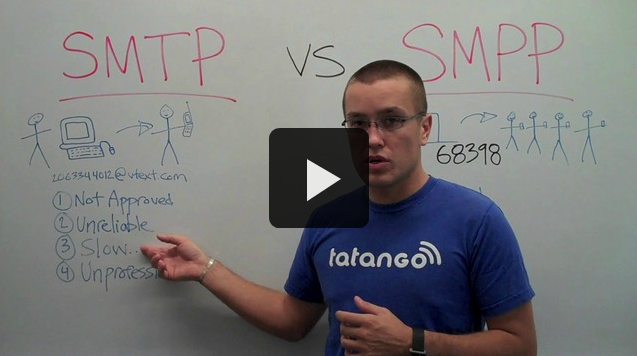 SMTP VS SMPP
68398
2063344012@vtext.com
① Not Approved
② Unreliable
③ Slow..
④ Unprofessi
tatango